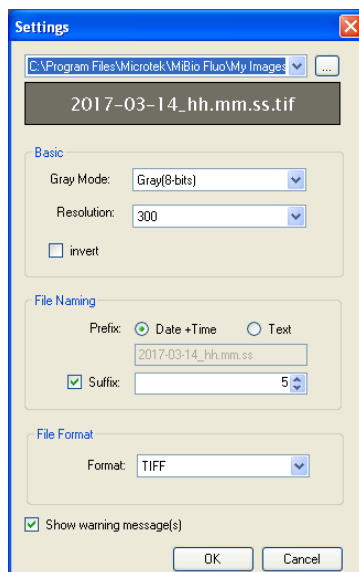 Settings
C:\Program Files\Microtek\MiBio Fluo\My Images ...
2017-03-14_hh.mm.ss.tif
Basic
Gray Mode: Gray(8-bits)
Resolution: 300
invert
File Naming
Prefix: Date +Time Text
2017-03-14_hh.mm.ss
Suffix: 5
File Format
Format: TIFF
Show warning message(s)
OK Cancel